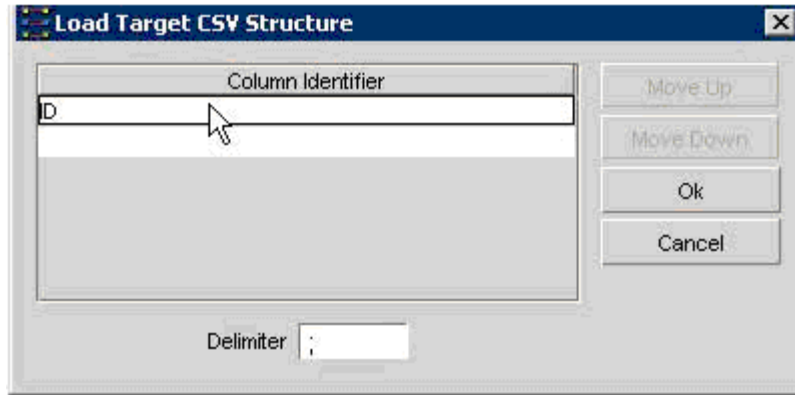 Load Target CSV Structure
Column Identifier
ID
Move Up
Move Down
Ok
Cancel
Delimiter ;